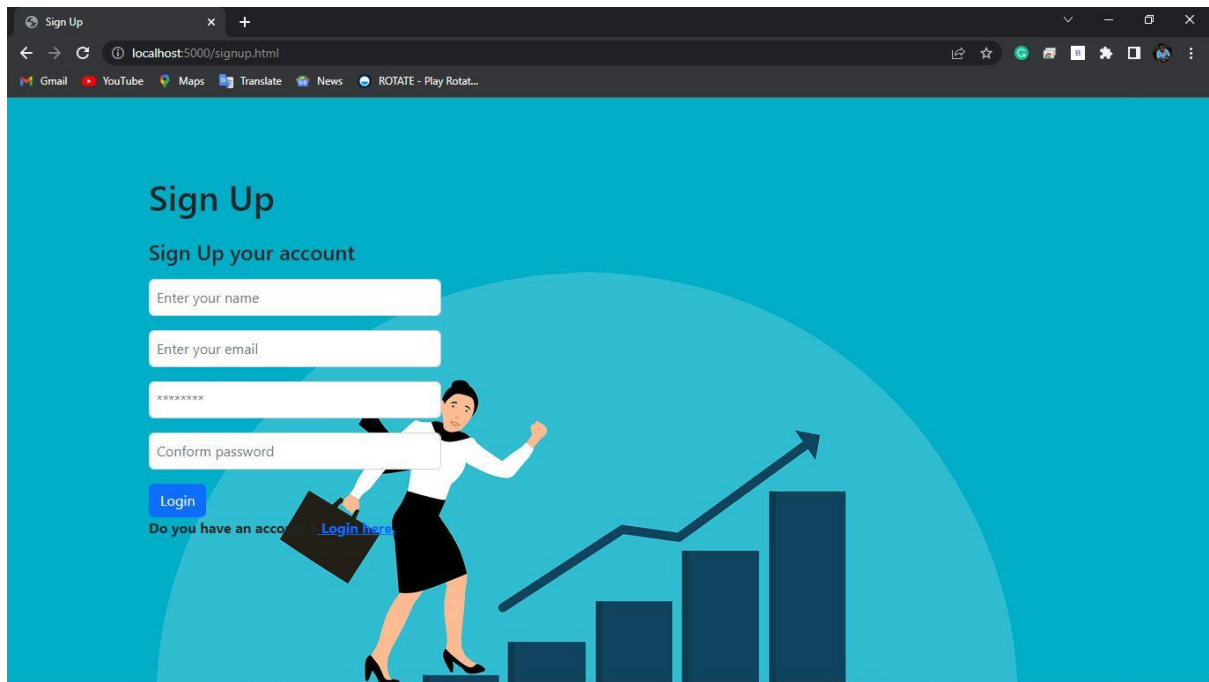 Sign Up
localhost:5000/signup.html
Gmail YouTube Maps Translate News ROTATE - Play Rotat...
Sign Up
Sign Up your account
Enter your name
Enter your email
********
Conform password
Login
Do you have an acco Login here.